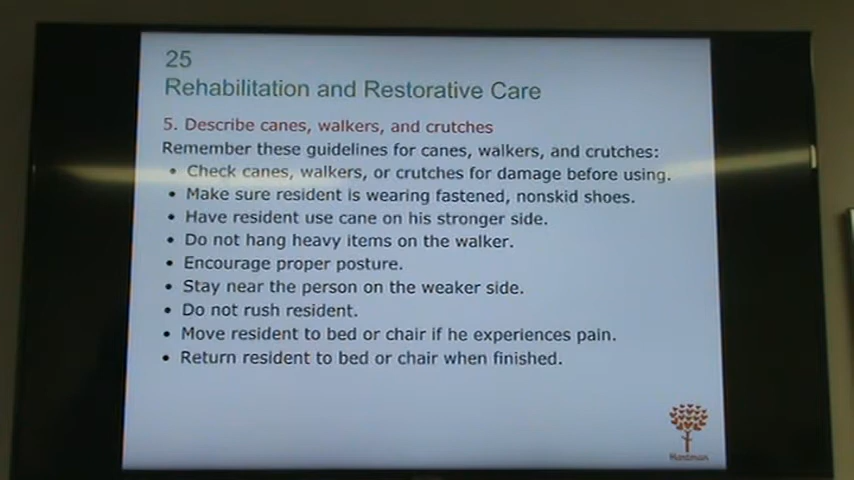 25
Rehabilitation and Restorative Care
5. Describe canes, walkers, and crutches
Remember these guidelines for canes, walkers, and crutches:
• Check canes, walkers, or crutches for damage before using.
• Make sure resident is wearing fastened, nonskid shoes.
• Have resident use cane on his stronger side.
• Do not hang heavy items on the walker.
• Encourage proper posture.
• Stay near the person on the weaker side.
• Do not rush resident.
• Move resident to bed or chair if he experiences pain.
• Return resident to bed or chair when finished.
Hartman